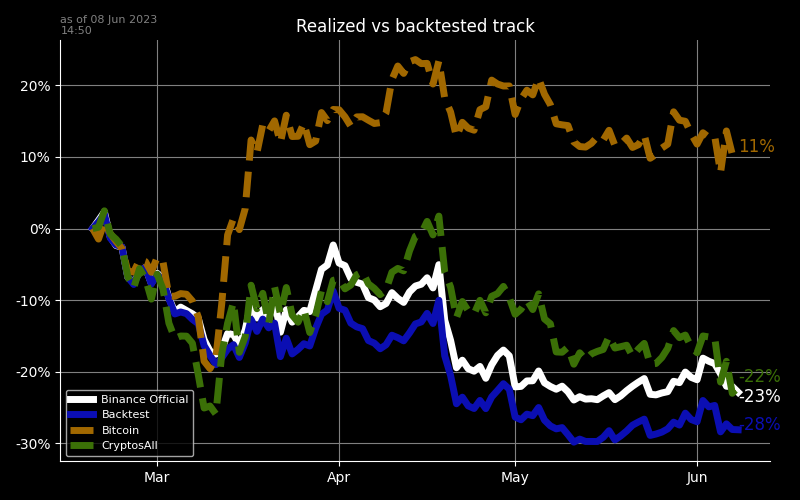 as of 08 Jun 2023
14:50
Realized vs backtested track
20%
10%
0%
-10%
-20%
-30%
11%
-22%
-23%
-28%
Binance Official
Backtest
Bitcoin
CryptosAll
Mar
Apr
May
Jun